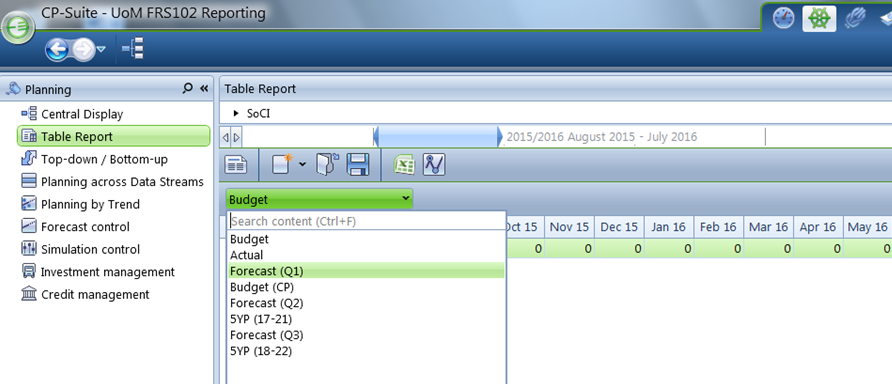 CP-Suite - UoM FRS102 Reporting
Planning
Central Display
Table Report
Top-down / Bottom-up
Planning across Data Streams
Planning by Trend
Forecast control
Simulation control
Investment management
Credit management
Table Report
SoCI
2015/2016 August 2015 - July 2016
Budget
Search content (Ctrl+F)
Budget
Actual
Forecast (Q1)
Budget (CP)
Forecast (Q2)
5YP (17-21)
Forecast (Q3)
5YP (18-22)
Oct 15 Nov 15 Dec 15 Jan 16 Feb 16 Mar 16 Apr 16 May 16
0 0 0 0 0 0 0 0